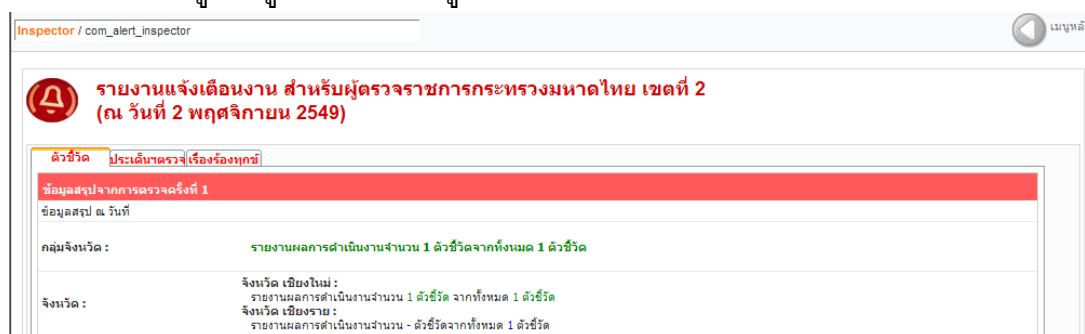 Inspector / com_alert_inspector
เมนูหลั
รายงานแจ้งเตือนงาน สำหรับผู้ตรวจราชการกระทรวงมหาดไทย เขตที่ 2
(ณ วันที่ 2 พฤศจิกายน 2549)
ตัวชี้วัด ประเด็นฯตรวจ เรื่องร้องทุกข์
ข้อมูลสรุปจากการตรวจครั้งที่ 1
ข้อมูลสรุป ณ วันที่
กลุ่มจังหวัด : รายงานผลการดำเนินงานจำนวน 1 ตัวชี้วัดจากทั้งหมด 1 ตัวชี้วัด
จังหวัด เชียงใหม่ :
รายงานผลการดำเนินงานจำนวน 1 ตัวชี้วัด จากทั้งหมด 1 ตัวชี้วัด
จังหวัด :
จังหวัด เชียงราย :
รายงานผลการดำเนินงานจำนวน - ตัวชี้วัดจากทั้งหมด 1 ตัวชี้วัด